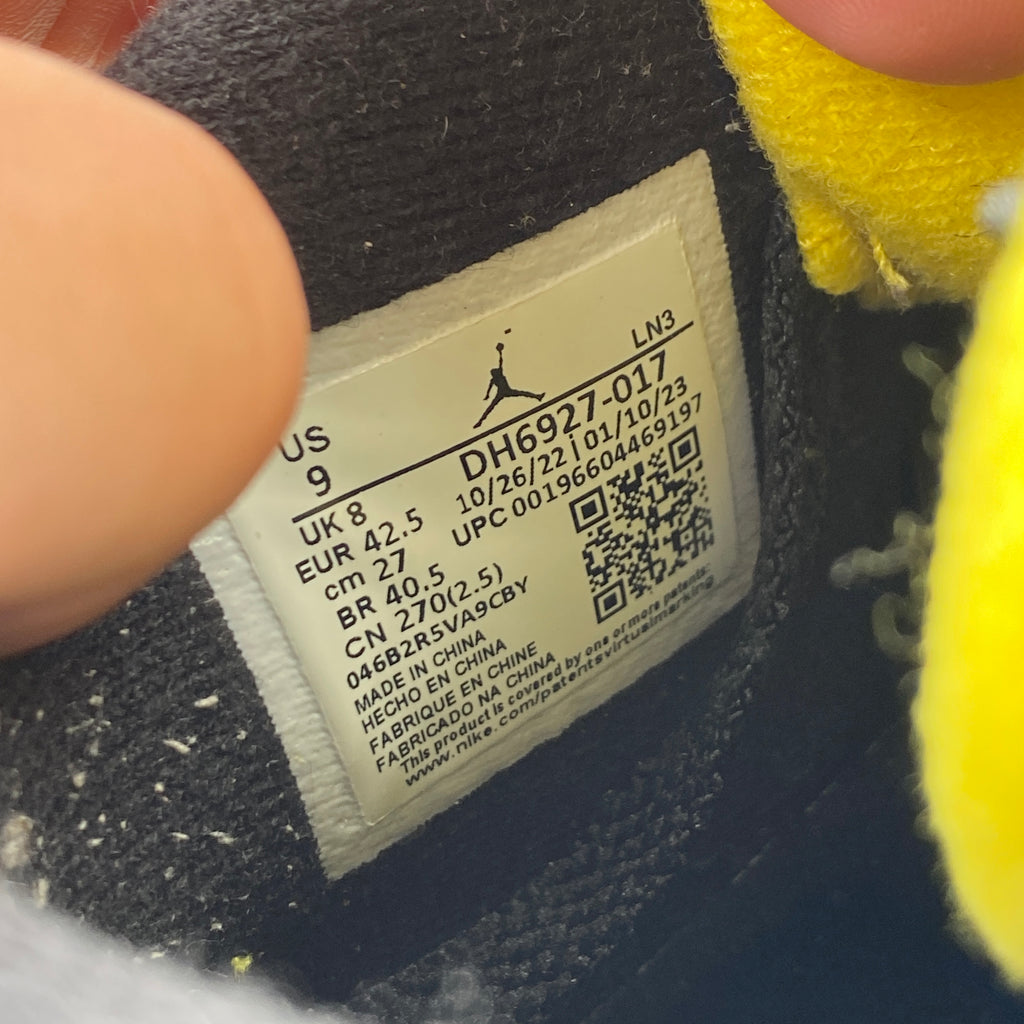 LN3
US
9
DH6927-017
UK 8
10/26/22 | 01/10/23
EUR 42.5
UPC 00196604469197
cm 27
BR 40.5
CN 270(2.5)
046B2R5VA9CBY
MADE IN CHINA
HECHO EN CHINA
FABRIQUE EN CHINE
FABRICADO NA CHINA
This product is covered by one or more patents:
www.nike.com/patentsvirtualmarking